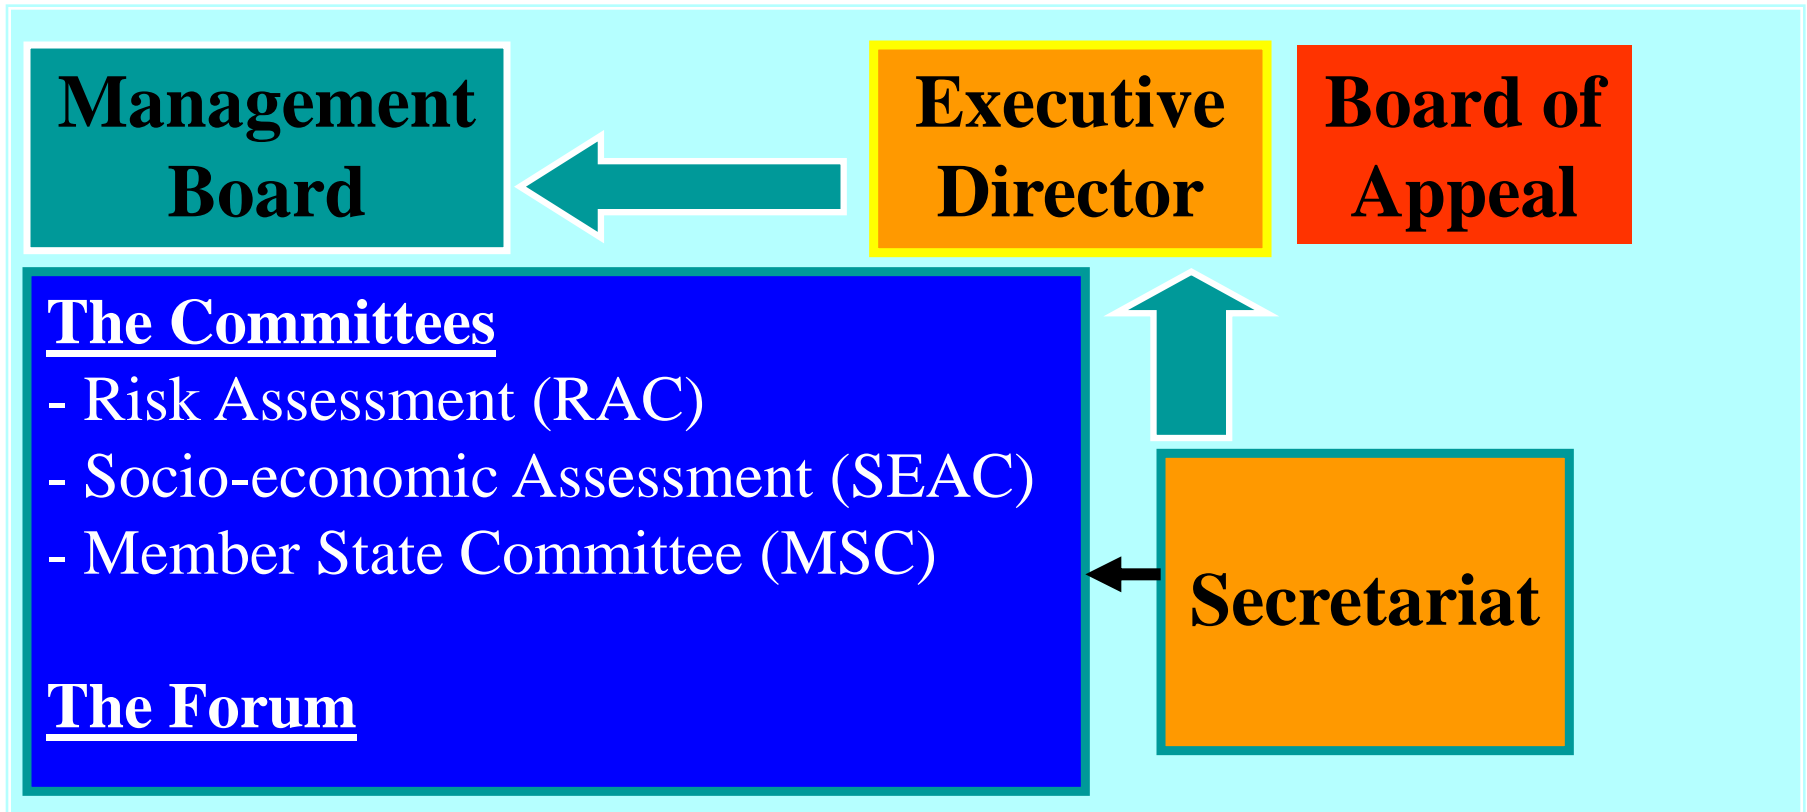 Management
Board
Executive
Director
Board of
Appeal
The Committees
- Risk Assessment (RAC)
- Socio-economic Assessment (SEAC)
- Member State Committee (MSC)
The Forum
Secretariat